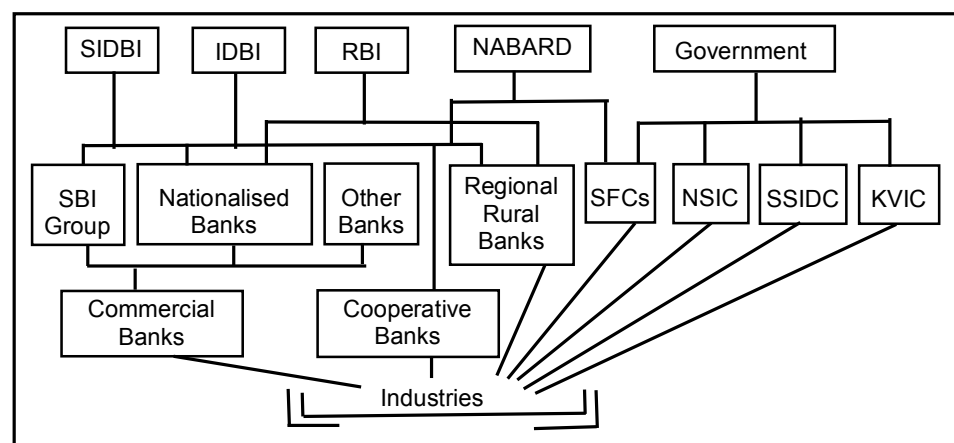 SIDBI
IDBI
RBI
NABARD
Government
SBI
Group
Nationalised
Banks
Other
Banks
Regional
Rural
Banks
SFCs
NSIC
SSIDC
KVIC
Commercial
Banks
Cooperative
Banks
Industries